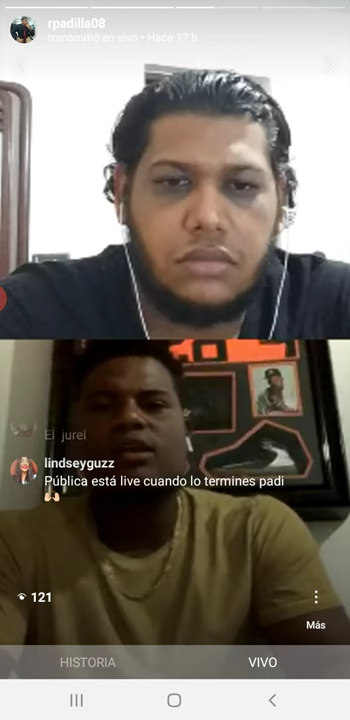 rpadilla08
transmitió en vivo • Hace 17 h
El jurel
lindseyguzz
Pública está live cuando lo termines padi
🙌🏼
121
Más
HISTORIA
VIVO